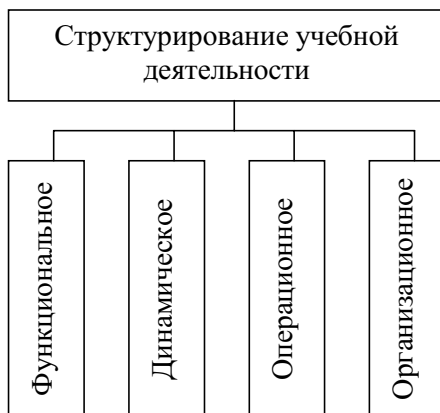 Структурирование учебной
деятельности
Функциональное
Динамическое
Операционное
Организационное